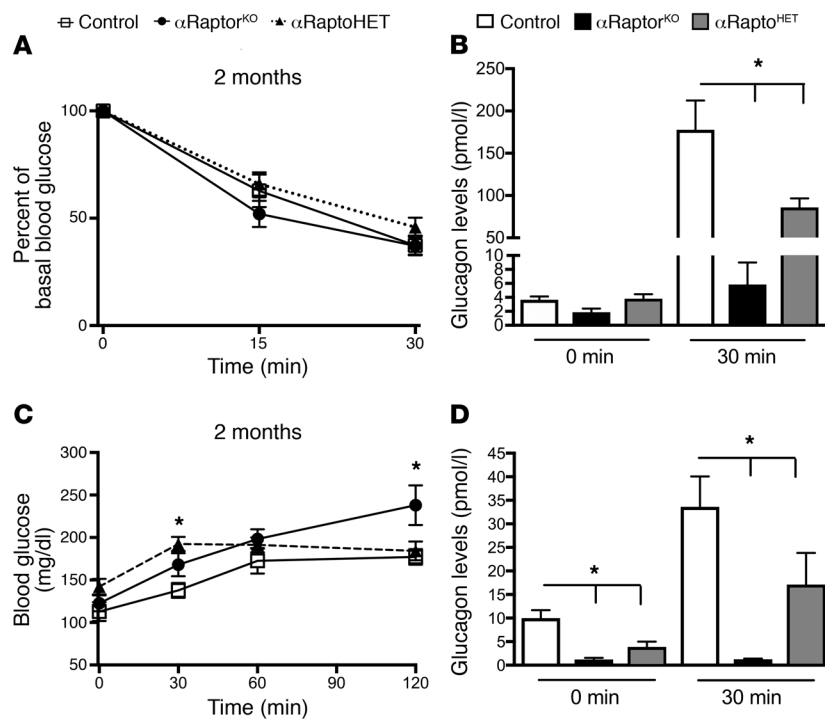 Control αRaptorᴷᴼ αRaptoHET
Control αRaptorᴷᴼ αRaptoᴴᴱᵀ
A
2 months
Percent of
basal blood glucose
100
50
0
0 15 30
Time (min)
B
Glucagon levels (pmol/l)
250
200
150
100
50
10
8
6
4
2
0
*
0 min 30 min
C
2 months
Blood glucose
(mg/dl)
300
250
200
150
100
50
* *
0 30 60 90 120
Time (min)
D
Glucagon levels (pmol/l)
45
40
35
30
25
20
15
10
5
0
* *
0 min 30 min